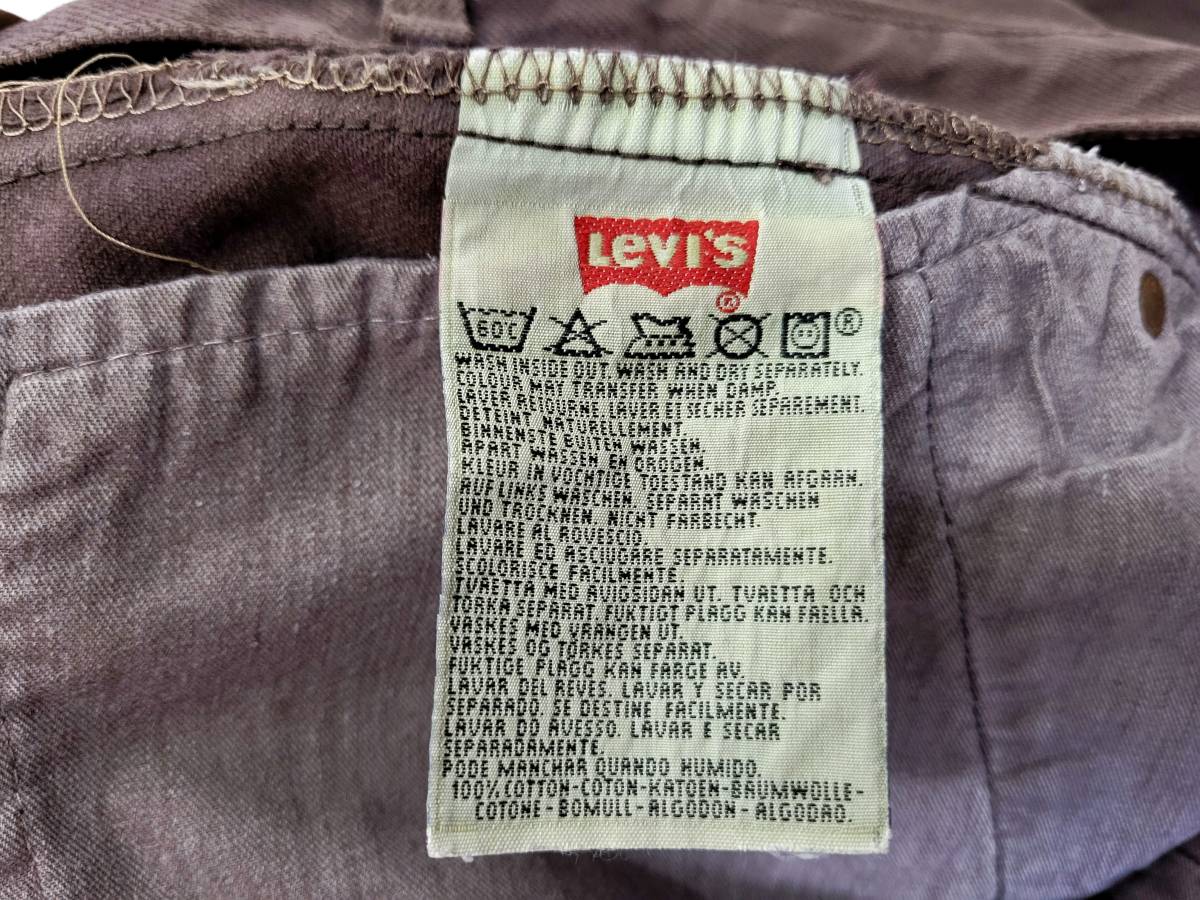 LEVI'S
®
60C
®
WASH INSIDE OUT. WASH AND DRY SEPARATELY.
COLOUR MAY TRANSFER WHEN DAMP.
LAVER RETOURNE. LAVER ET SECHER SEPAREMENT.
DETEINT NATURELLEMENT.
BINNENSTE BUITEN WASSEN.
APART WASSEN EN DROGEN.
KLEUR IN VOCHTIGE TOESTAND KAN AFGAAN.
AUF LINKS WASCHEN. SEPARAT WASCHEN
UND TROCKNEN. NICHT FARBECHT.
LAVARE AL ROVESCIO.
LAVARE ED ASCIUGARE SEPARATAMENTE.
SCOLORISCE FACILMENTE.
TVAETTA MED AVIGSIDAN UT. TVAETTA OCH
TORKA SEPARAT. FUKTIGT PLAGG KAN FAELLA.
VASKES MED VRANGEN UT.
VASKES OG TORKES SEPARAT.
FUKTIGE PLAGG KAN FARGE AV.
LAVAR DEL REVES. LAVAR Y SECAR POR
SEPARADO. SE DESTINE FACILMENTE.
LAVAR DO AVESSO. LAVAR E SECAR
SEPARADAMENTE.
PODE MANCHAR QUANDO HUMIDO.
100% COTTON-COTON-KATOEN-BAUMWOLLE-
COTONE-BOMULL-ALGODON-ALGODAO.